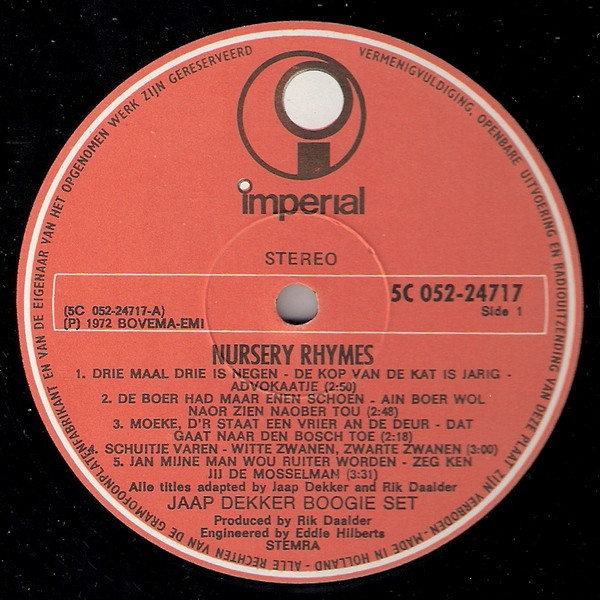 imperial
STEREO
5C 052-24717
Side 1
(5C 052-24717-A)
(P) 1972 BOVEMA-EMI
NURSERY RHYMES
1. DRIE MAAL DRIE IS NEGEN - DE KOP VAN DE KAT IS JARIG -
ADVOKAATJE (2:50)
2. DE BOER HAD MAAR ENEN SCHOEN - AIN BOER WOL
NAOR ZIEN NAOBER TOU (2:48)
3. MOEKE, D'R STAAT EEN VRIER AN DE DEUR - DAT
GAAT NAAR DEN BOSCH TOE (2:18)
4. SCHUITJE VAREN - WITTE ZWANEN, ZWARTE ZWANEN (3:00)
5. JAN MIJNE MAN WOU RUITER WORDEN - ZEG KEN
JIJ DE MOSSELMAN (3:31)
Alle titles adapted by Jaap Dekker and Rik Daalder
JAAP DEKKER BOOGIE SET
Produced by Rik Daalder
Engineered by Eddie Hilberts
STEMRA
ALLE RECHTEN VAN DE GRAMOFOONPLATENFABRIKANT EN VAN DE EIGENAAR VAN HET OPGENOMEN WERK ZIJN GERESERVEERD
VERMENIGVULDIGING, OPENBARE UITVOERING EN RADIOUITZENDING VAN DEZE PLAAT ZIJN VERBODEN - MADE IN HOLLAND -